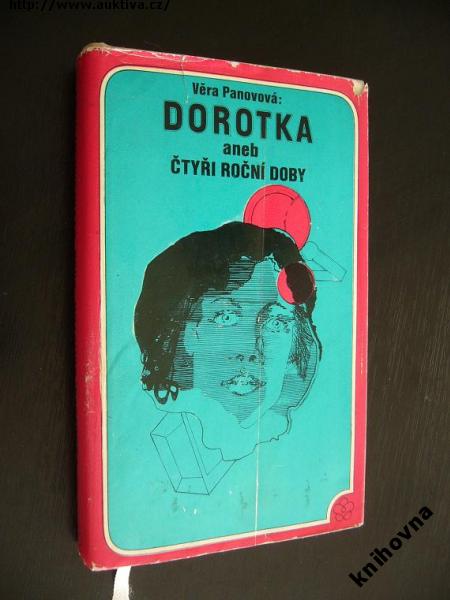 http://www.auktiva.cz/
Věra Panovová:
DOROTKA
aneb
ČTYŘI ROČNÍ DOBY
knihovna